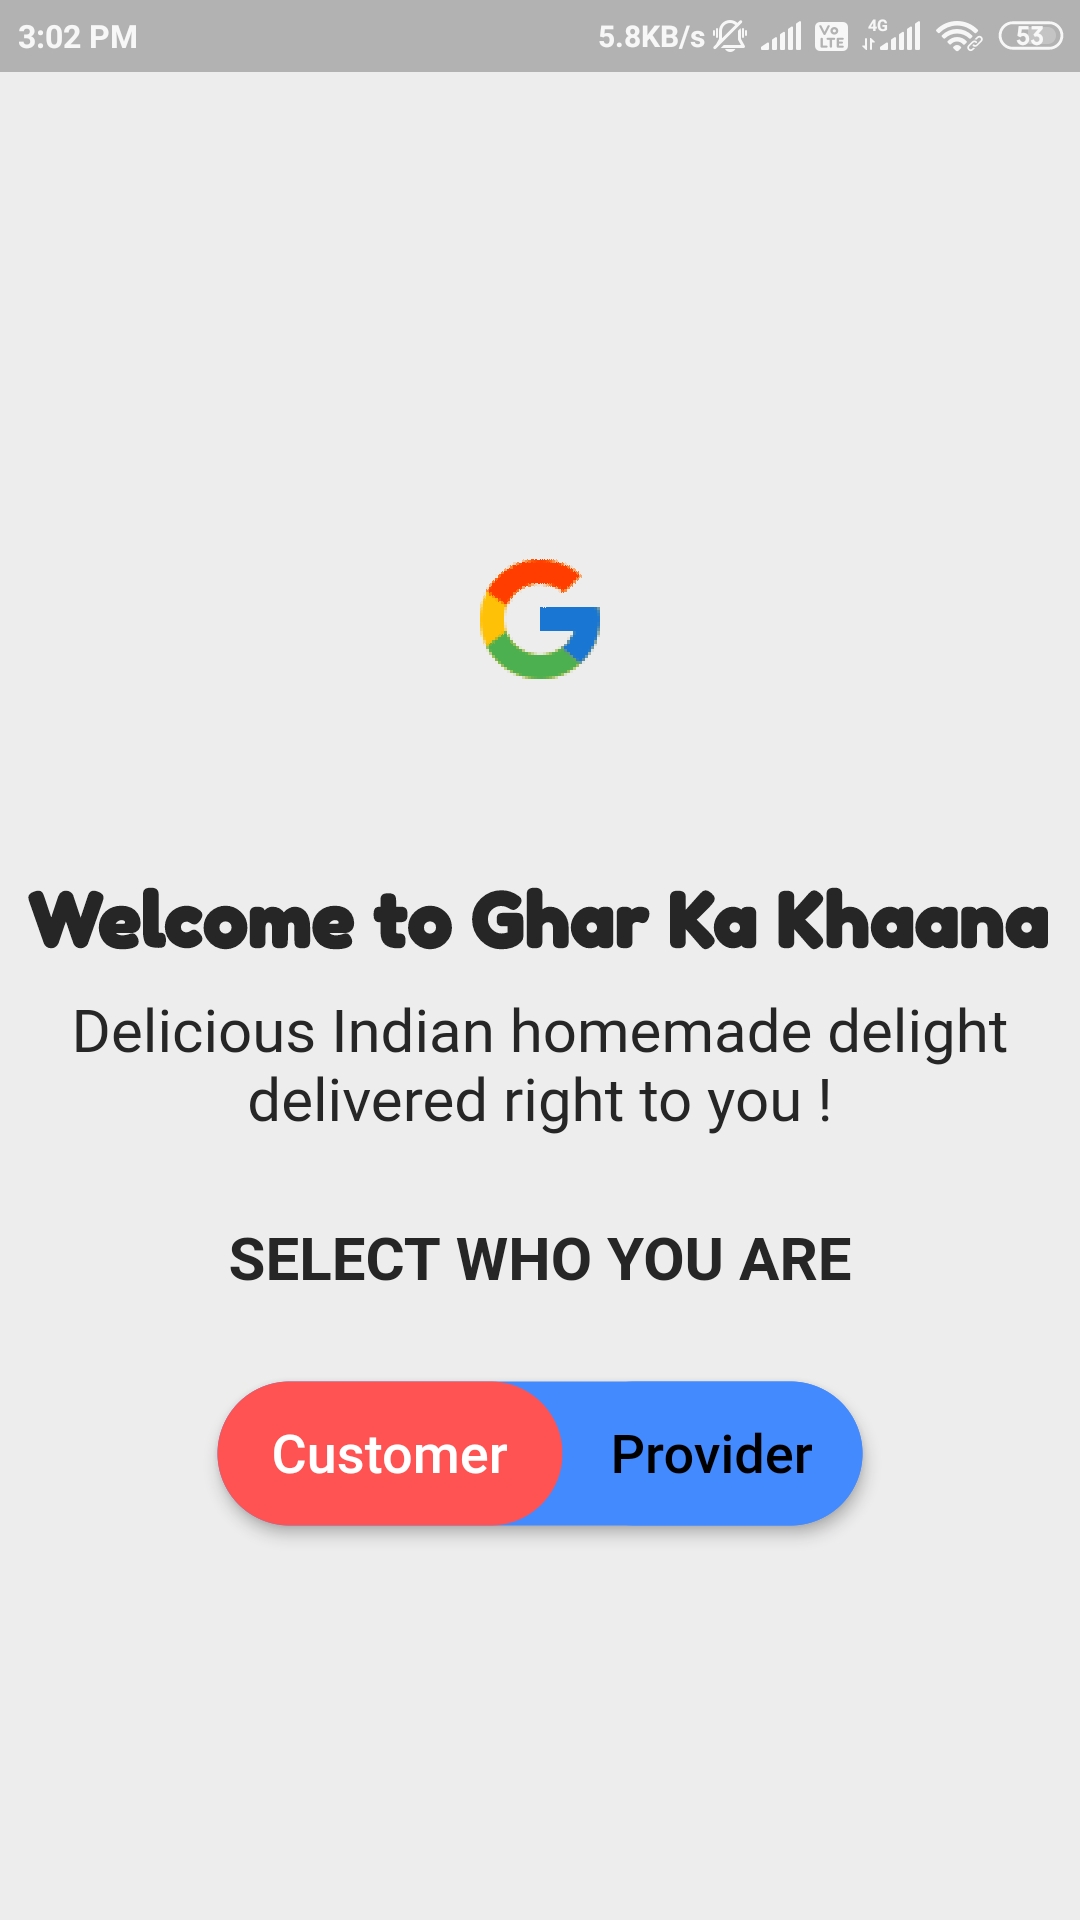 3:02 PM 5.8KB/s Vo LTE 4G 53
G
Welcome to Ghar Ka Khaana
Delicious Indian homemade delight
delivered right to you !
SELECT WHO YOU ARE
Customer Provider